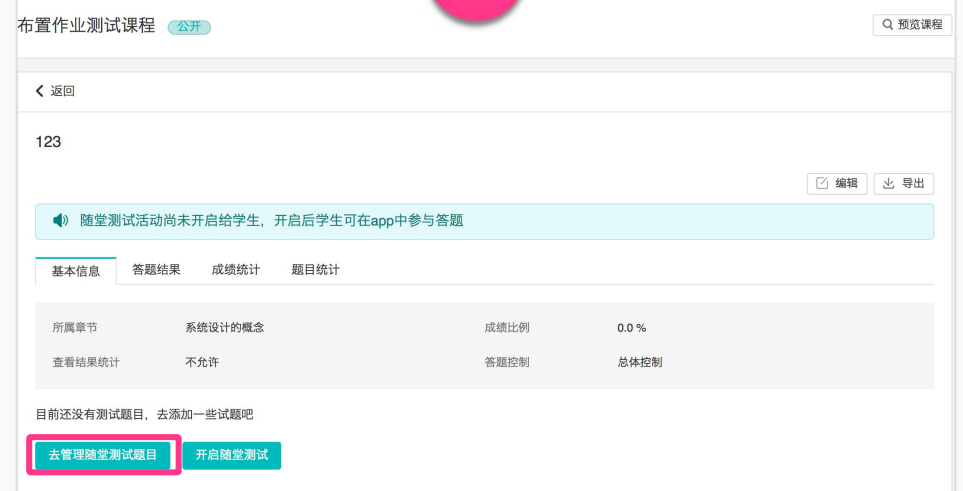 布置作业测试课程 公开 预览课程
返回
123
编辑 导出
随堂测试活动尚未开启给学生，开启后学生可在app中参与答题
基本信息 答题结果 成绩统计 题目统计
所属章节 系统设计的概念 成绩比例 0.0 %
查看结果统计 不允许 答题控制 总体控制
目前还没有测试题目，去添加一些试题吧
去管理随堂测试题目 开启随堂测试